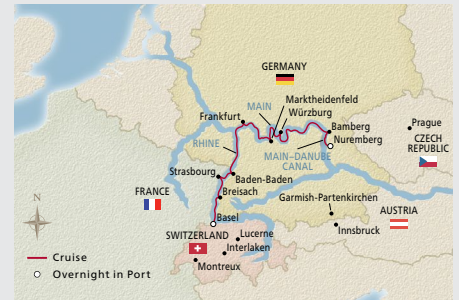 GERMANY
Marktheidenfeld
MAIN
Würzburg
Frankfurt
Bamberg
Prague
Nuremberg
CZECH
REPUBLIC
RHINE
MAIN–DANUBE
CANAL
Strasbourg
Baden-Baden
FRANCE
Breisach
Garmish-Partenkirchen
AUSTRIA
N
Basel
Innsbruck
SWITZERLAND
Lucerne
Interlaken
Montreux
Cruise
Overnight in Port